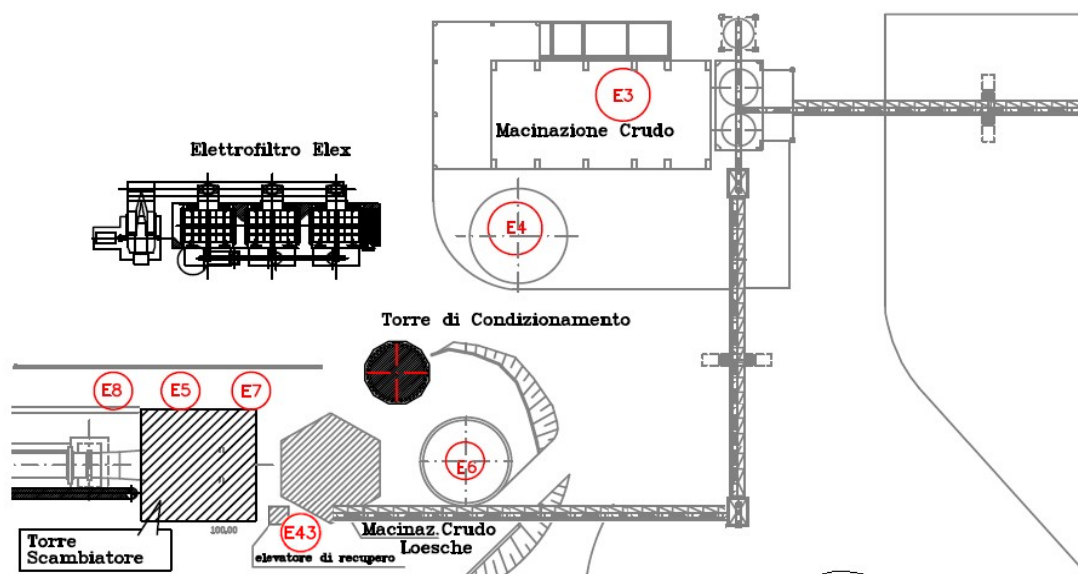 E3
Macinazione Crudo
Elettrofiltro Elex
E4
Torre di Condizionamento
E8
E5
E7
E6
100,00
E43
Macinaz.Crudo
Loesche
elevatore di recupero
Torre
Scambiatore